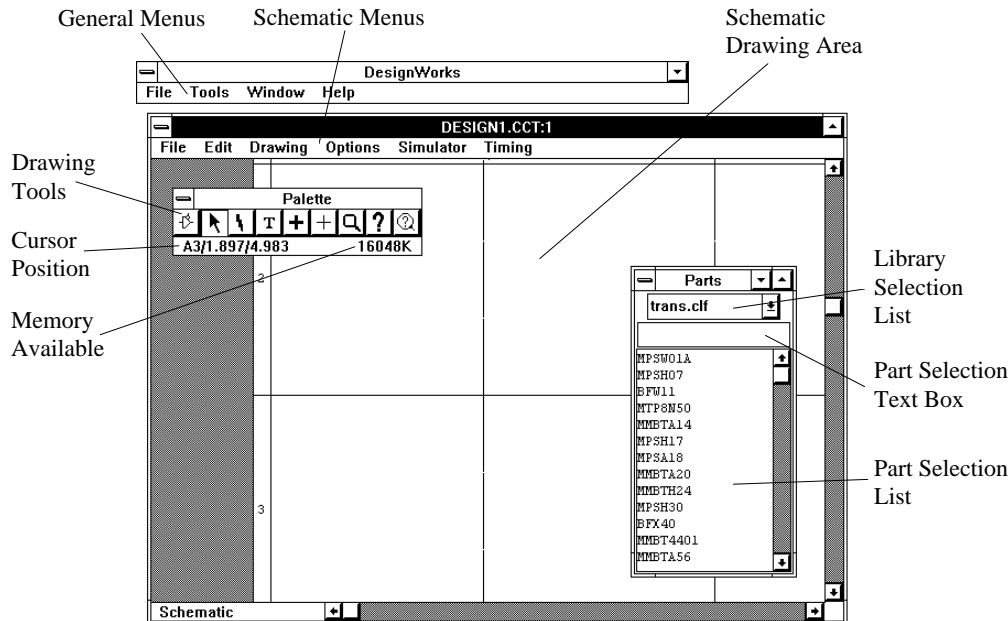 General Menus
Schematic Menus
Schematic
Drawing Area
DesignWorks
File Tools Window Help
DESIGN1.CCT:1
File Edit Drawing Options Simulator Timing
Drawing
Tools
Palette
T
?
?
A3/1.897/4.983 16048K
Cursor
Position
2
Memory
Available
Parts
trans.clf
Library
Selection
List
MPSW01A
MPSH07
BFW11
MTP8N50
MMBTA14
MPSH17
MPSA18
MMBTA20
MMBTH24
MPSH30
BFX40
MMBT4401
MMBTA56
Part Selection
Text Box
Part Selection
List
3
Schematic